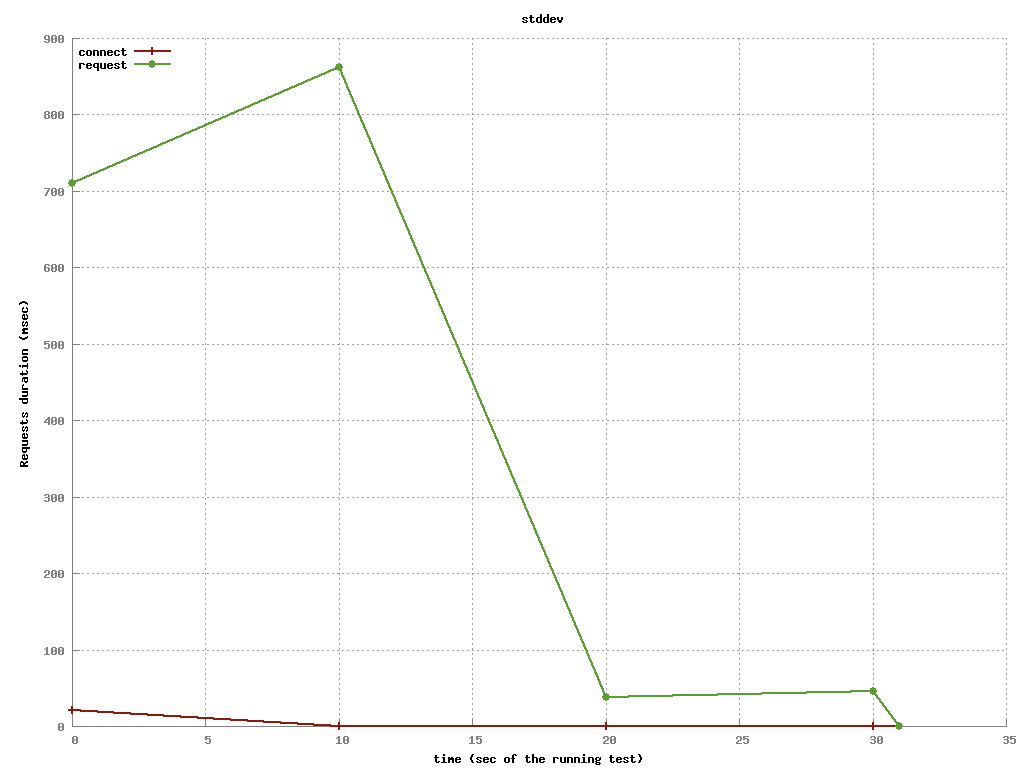 stddev
connect
request
900
800
700
600
500
400
300
200
100
0
Requests duration (msec)
0 5 10 15 20 25 30 35
time (sec of the running test)